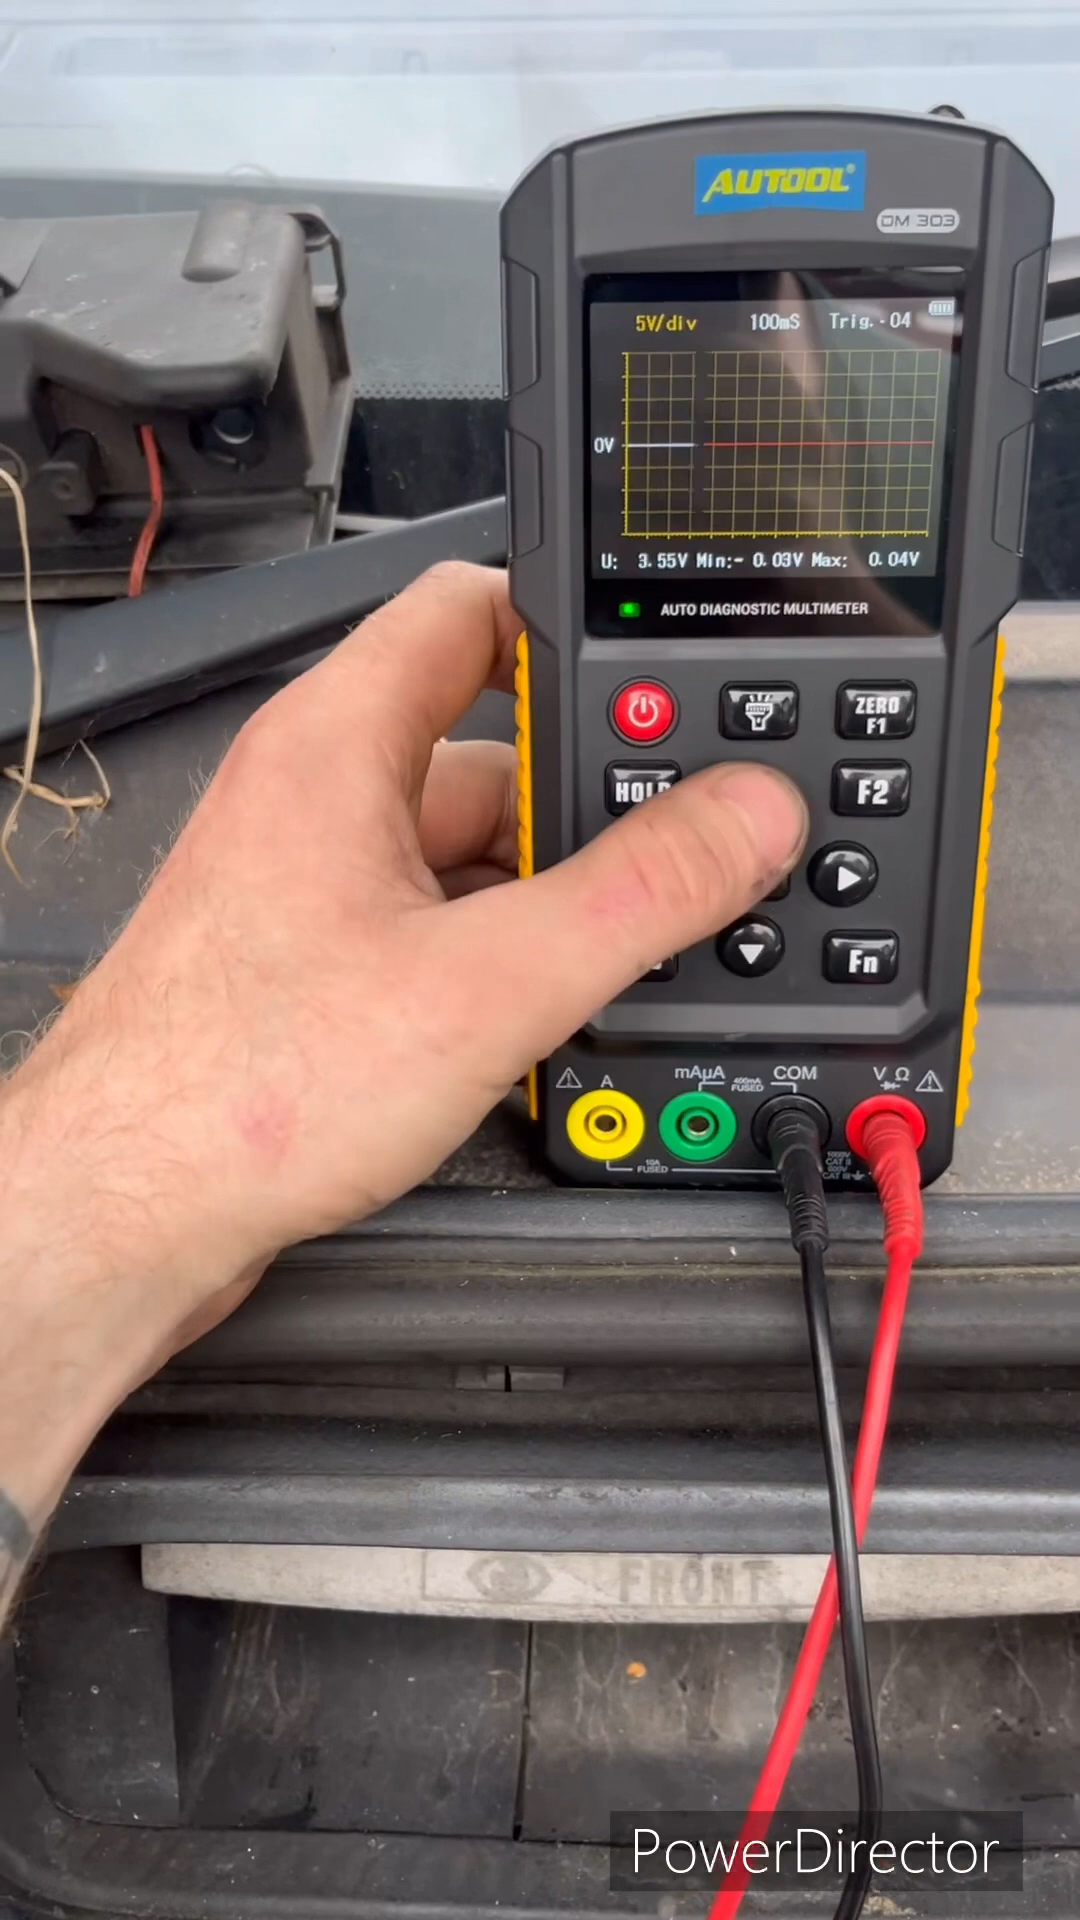 AUTOOL®
DM 303
5V/div 100mS Trig.-04
0V
U: 3.55V Min:- 0.03V Max: 0.04V
AUTO DIAGNOSTIC MULTIMETER
ZERO
F1
HOLD
F2
Fn
A mAµA COM V Ω
400mA
FUSED
10A
FUSED
1000V
CAT II
600V
CAT III
FRONT
PowerDirector